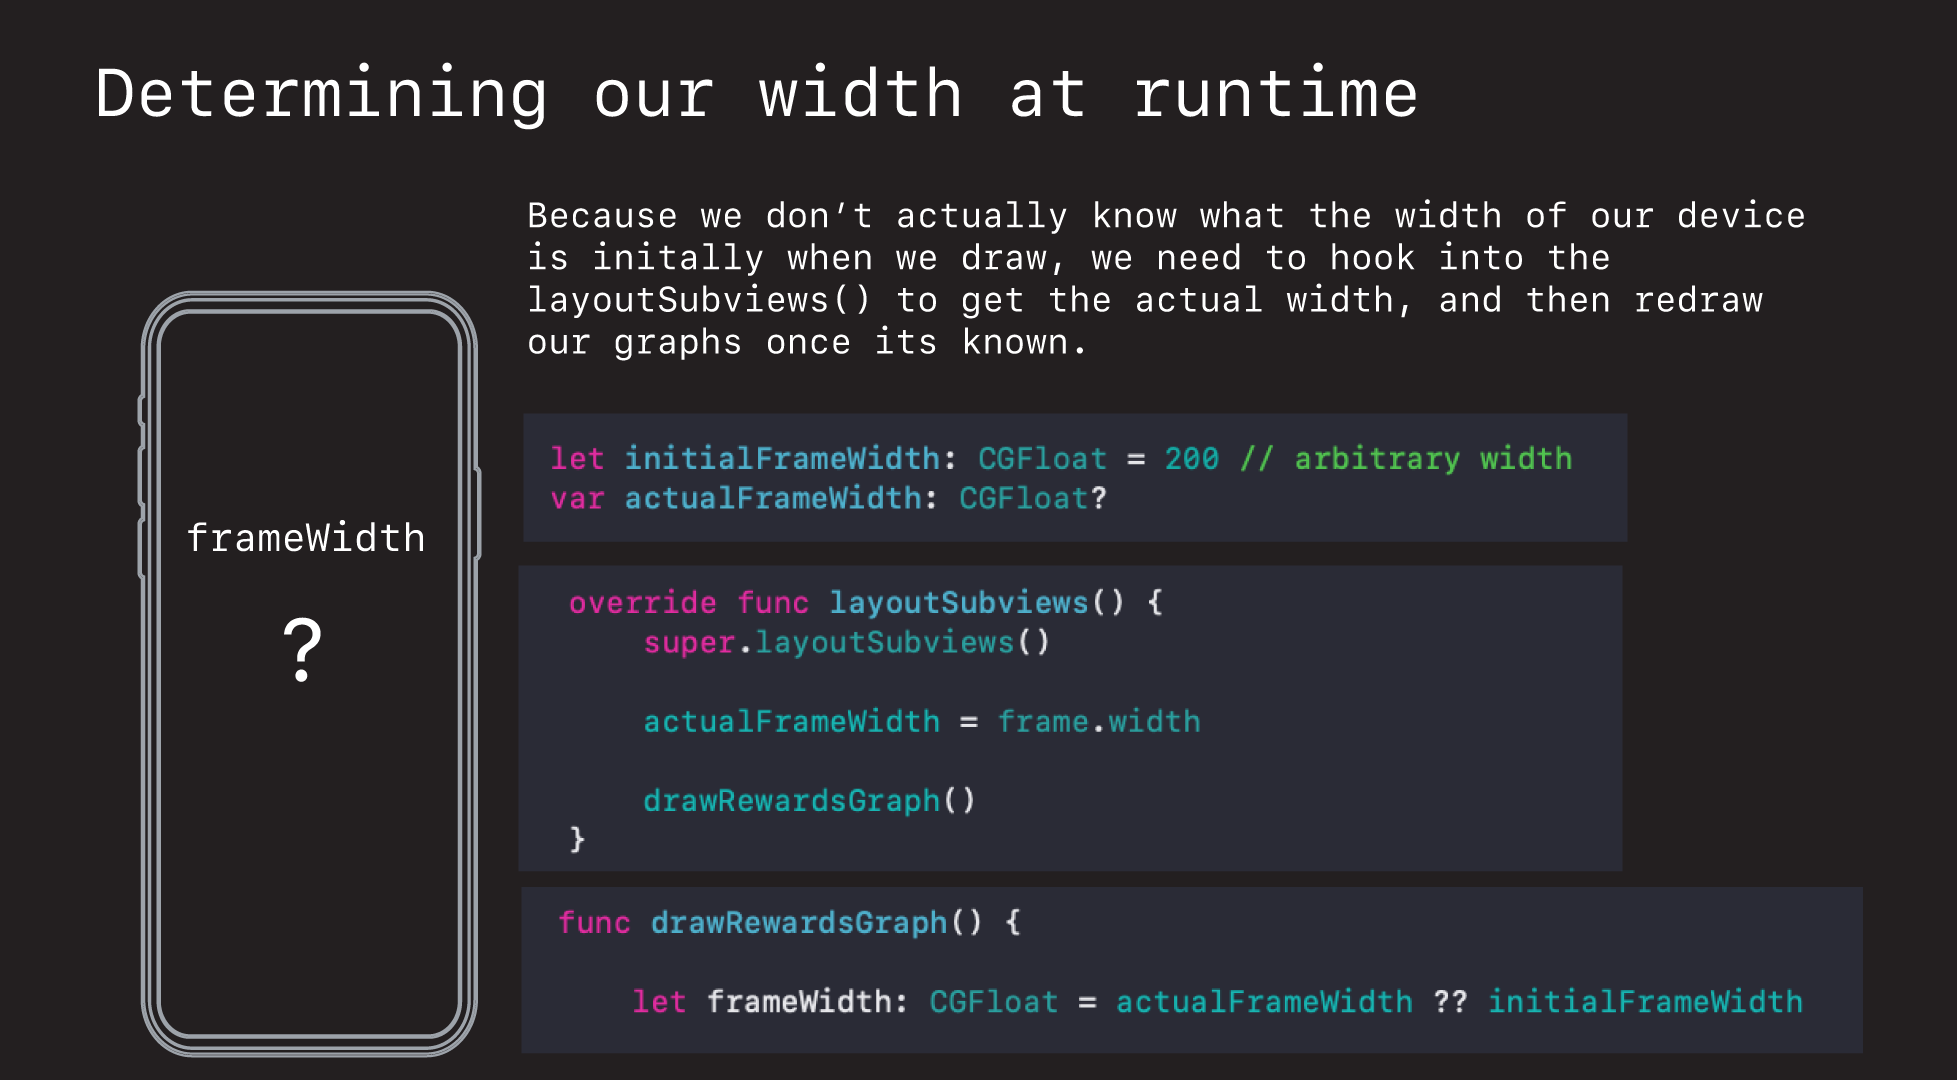 Determining our width at runtime
Because we don’t actually know what the width of our device
is initally when we draw, we need to hook into the
layoutSubviews() to get the actual width, and then redraw
our graphs once its known.
frameWidth
?
let initialFrameWidth: CGFloat = 200 // arbitrary width
var actualFrameWidth: CGFloat?
override func layoutSubviews() {
super.layoutSubviews()
actualFrameWidth = frame.width
drawRewardsGraph()
}
func drawRewardsGraph() {
let frameWidth: CGFloat = actualFrameWidth ?? initialFrameWidth